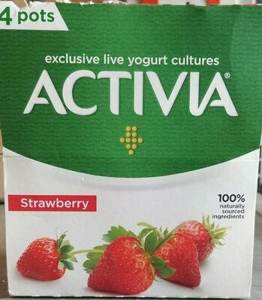 4 pots
exclusive live yogurt cultures
ACTIVIA®
Strawberry
100%
naturally
sourced
ingredients